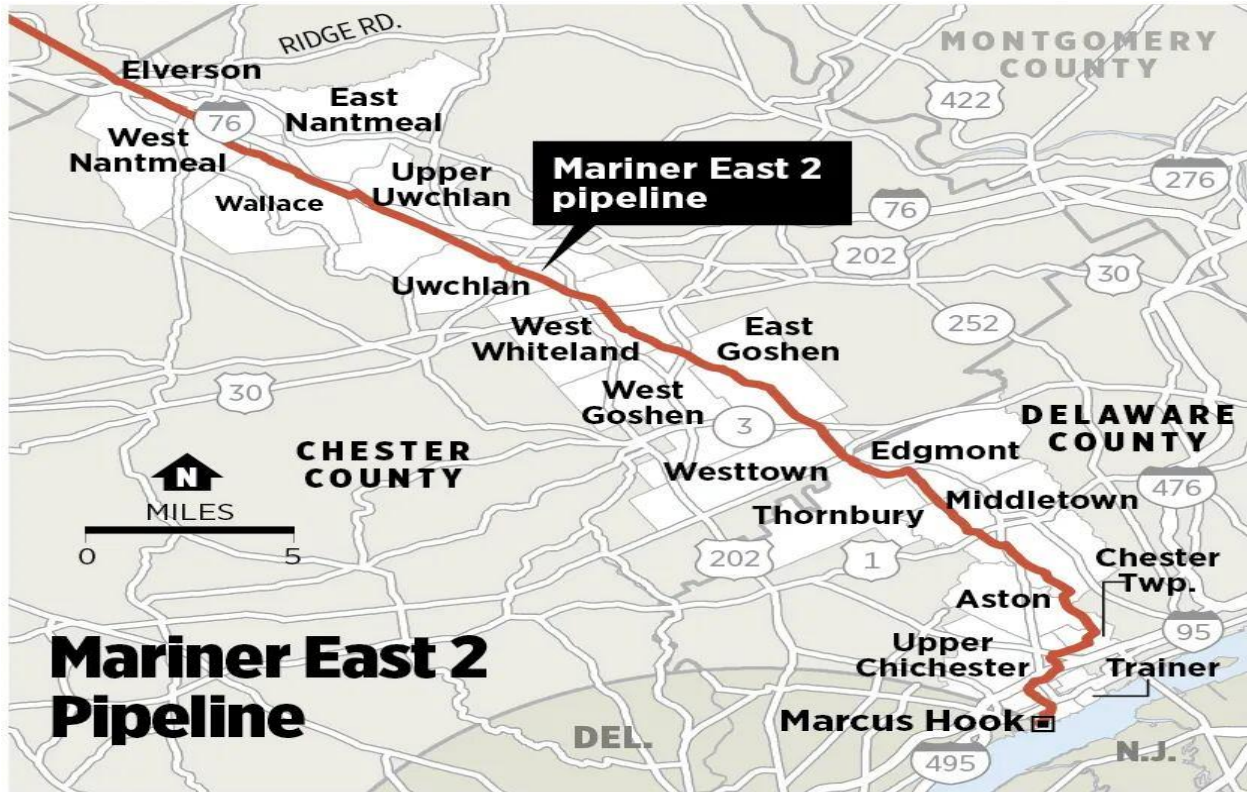 RIDGE RD.
MONTGOMERY
COUNTY
Elverson
422
East
Nantmeal
76
West
Nantmeal
Mariner East 2
pipeline
Upper
Uwchlan
276
Wallace
76
202
30
Uwchlan
252
West
Whiteland
East
Goshen
30
West
Goshen
3
DELAWARE
COUNTY
CHESTER
COUNTY
Edgmont
N
MILES
0 5
Westtown
476
Middletown
Thornbury
202
1
Chester
Twp.
Aston
95
Mariner East 2
Pipeline
Upper
Chichester
Trainer
Marcus Hook
DEL.
495
N.J.